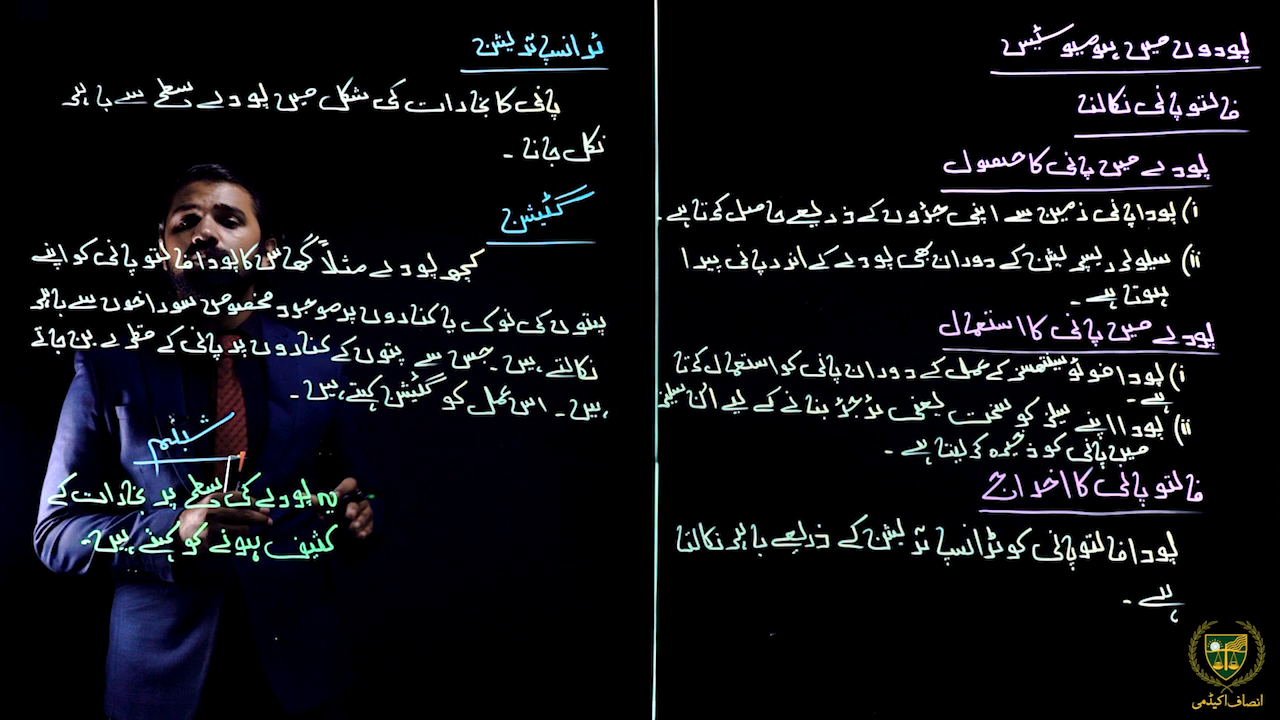 پودوں میں ہومیوسٹیسس
فالتو پانی نکالنا
پودے میں پانی کا حصول
i) پودا پانی زمین سے اپنی جڑوں کے ذریعے حاصل کرتا ہے۔
ii) سیلولر ریسپریشن کے دوران بھی پودے کے اندر پانی پیدا
ہوتا ہے۔
پودے میں پانی کا استعمال
i) پودا فوٹو سینتھسز کے عمل کے دوران پانی کو استعمال کرتا
ہے۔
ii) پودا اپنے سیلز کو سخت یعنی ٹرجڈ بنانے کے لیے ان سیلز
میں پانی کو ذخیرہ کر لیتا ہے۔
فالتو پانی کا اخراج
پودا فالتو پانی کو ٹرانسپائریشن کے ذریعے باہر نکالتا
ہے۔
ٹرانسپائریشن
پانی کا بخارات کی شکل میں پودے سطح سے باہر
نکل جانا۔
گٹیشن
کچھ پودے مثلاً گھاس کا پودا فالتو پانی کو اپنے
پتوں کی نوک یا کناروں پر موجود مخصوص سوراخوں سے باہر
نکالتے ہیں۔ جس سے پتوں کے کناروں پر پانی کے قطرے بن جاتے
ہیں۔ اس عمل کو گٹیشن کہتے ہیں۔
شبنم
یہ پودے کی سطح پر بخارات کے
کثیف ہونے کو کہتے ہیں۔
انصاف اکیڈمی